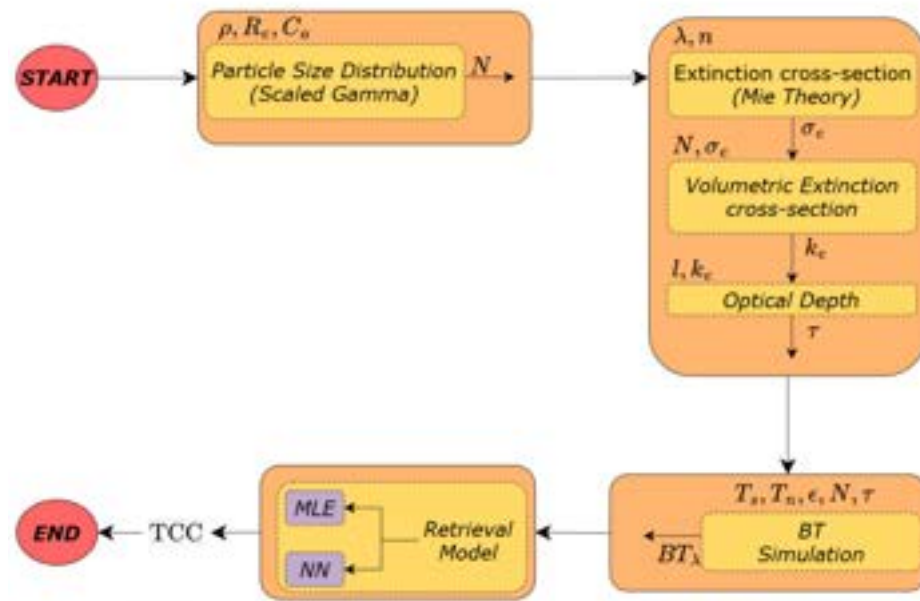 START
ρ, R_e, C_o
Particle Size Distribution
(Scaled Gamma)
N
λ, n
Extinction cross-section
(Mie Theory)
σ_e
N, σ_e
Volumetric Extinction
cross-section
k_e
l, k_e
Optical Depth
τ
T_s, T_n, ϵ, N, τ
BT
Simulation
BT_λ
Retrieval
Model
MLE
NN
TCC
END